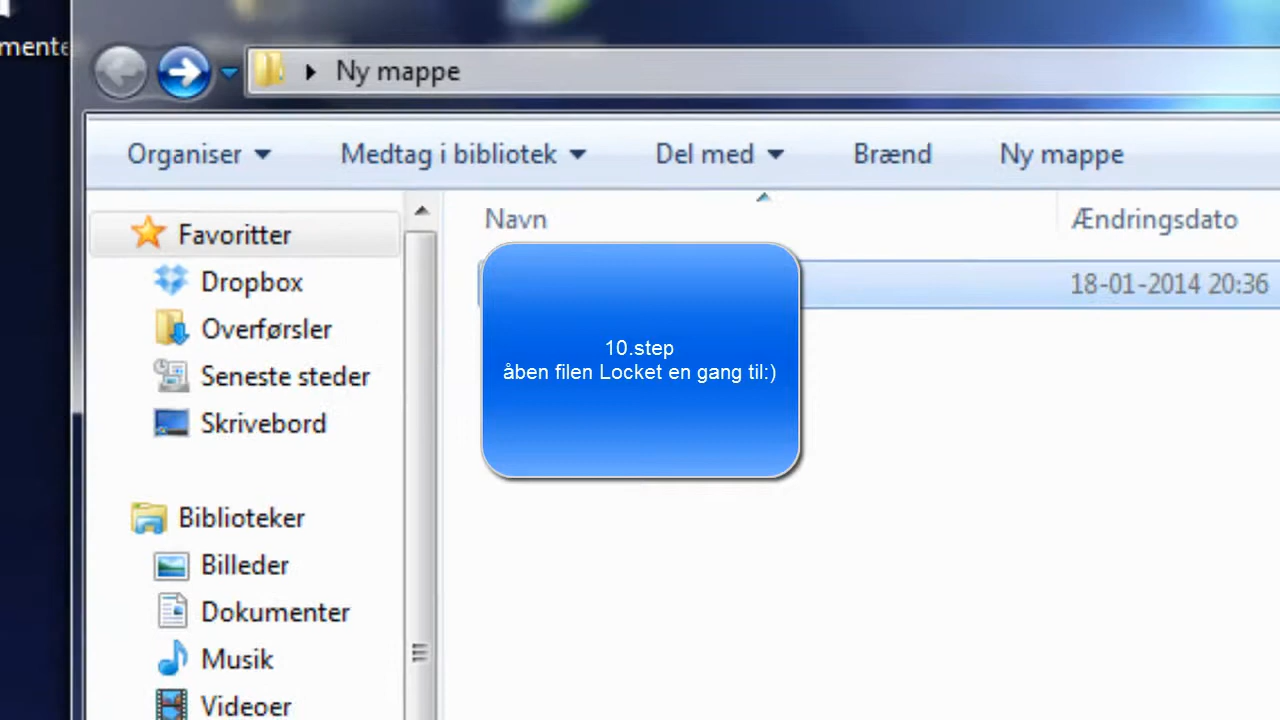 mente
Ny mappe
Organiser Medtag i bibliotek Del med Brænd Ny mappe
Navn Ændringsdato
Favoritter
18-01-2014 20:36
Dropbox
Overførsler
Seneste steder
Skrivebord
10.step
åben filen Locket en gang til:)
Biblioteker
Billeder
Dokumenter
Musik
Videoer